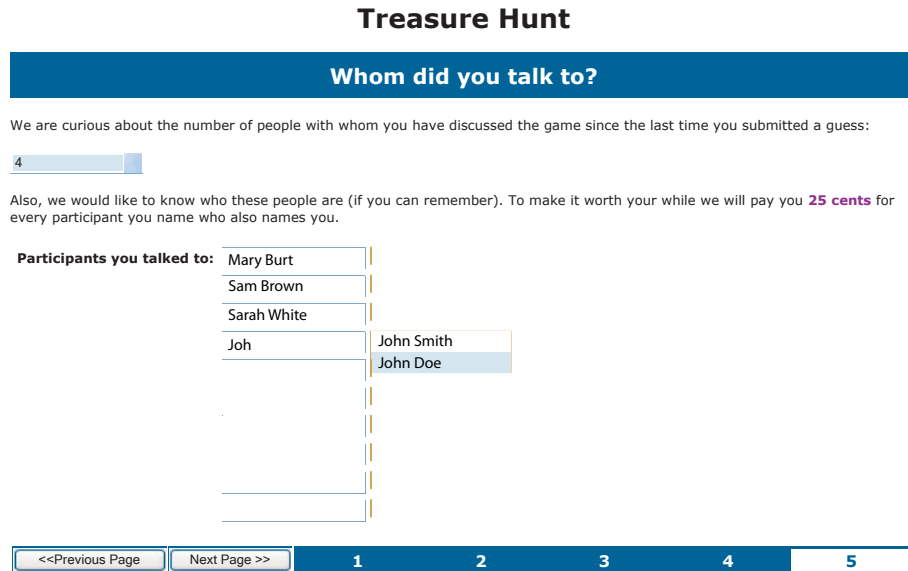 Treasure Hunt
Whom did you talk to?
We are curious about the number of people with whom you have discussed the game since the last time you submitted a guess:
4
Also, we would like to know who these people are (if you can remember). To make it worth your while we will pay you 25 cents for
every participant you name who also names you.
Participants you talked to: Mary Burt
Sam Brown
Sarah White
Joh John Smith
John Doe
<<Previous Page Next Page >> 1 2 3 4 5